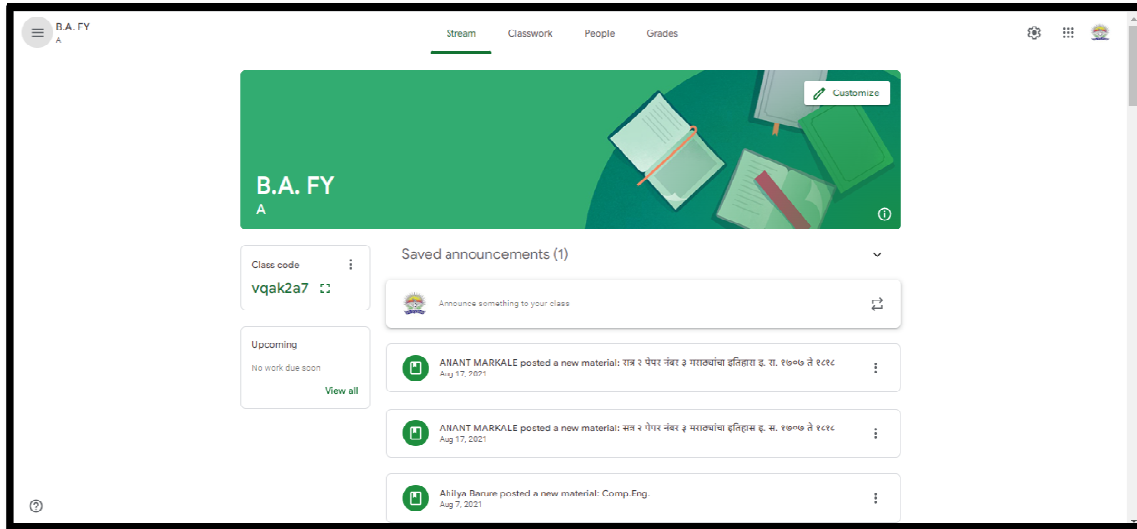 B.A. FY
A
Stream
Classwork
People
Grades
Customize
B.A. FY
A
Class code
vqak2a7
Upcoming
No work due soon
View all
Saved announcements (1)
Announce something to your class
ANANT MARKALE posted a new material: सत्र २ पेपर नंबर ३ मराठ्यांचा इतिहास इ. स. १७०७ ते १८१८
Aug 17, 2021
ANANT MARKALE posted a new material: सत्र २ पेपर नंबर ३ मराठ्यांचा इतिहास इ. स. १७०७ ते १८१८
Aug 17, 2021
Ahilya Barure posted a new material: Comp.Eng.
Aug 7, 2021